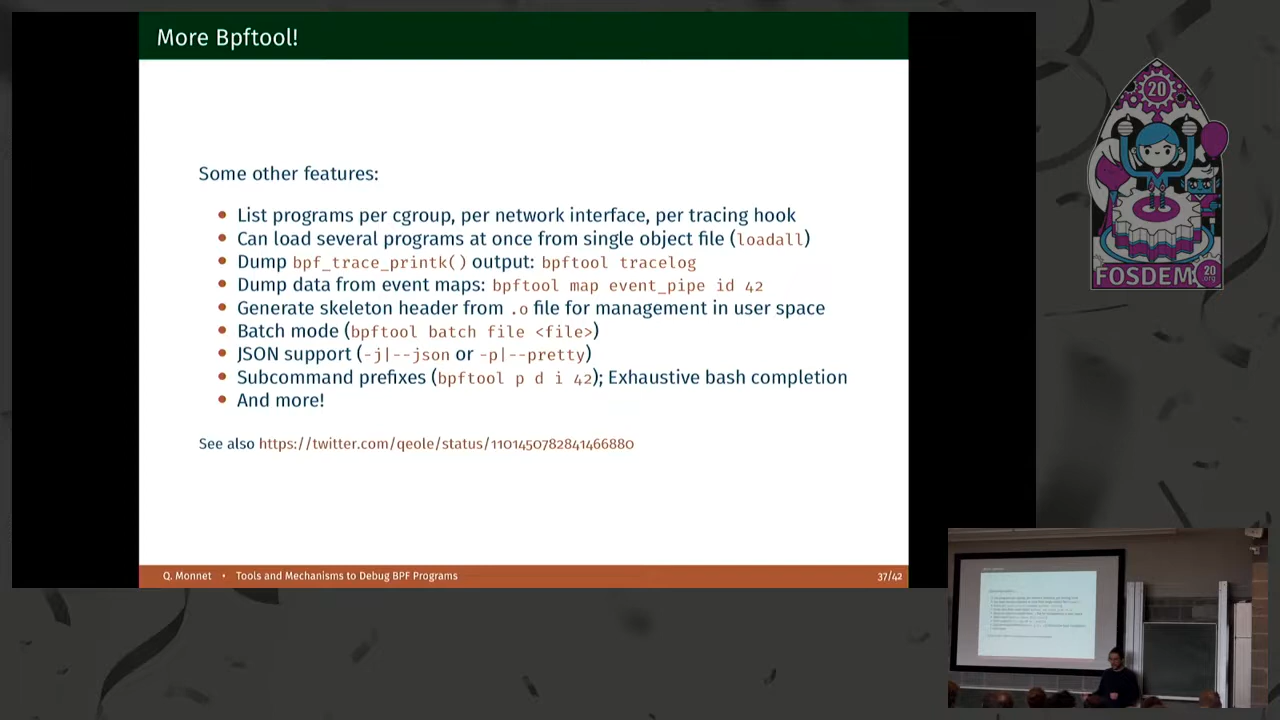 More Bpftool!
Some other features:
• List programs per cgroup, per network interface, per tracing hook
• Can load several programs at once from single object file (loadall)
• Dump bpf_trace_printk() output: bpftool tracelog
• Dump data from event maps: bpftool map event_pipe id 42
• Generate skeleton header from .o file for management in user space
• Batch mode (bpftool batch file <file>)
• JSON support (-j|--json or -p|--pretty)
• Subcommand prefixes (bpftool p d i 42); Exhaustive bash completion
• And more!
See also https://twitter.com/qeole/status/1101450782841466880
Q. Monnet • Tools and Mechanisms to Debug BPF Programs
37/42
20
FOSDEM 20
.org